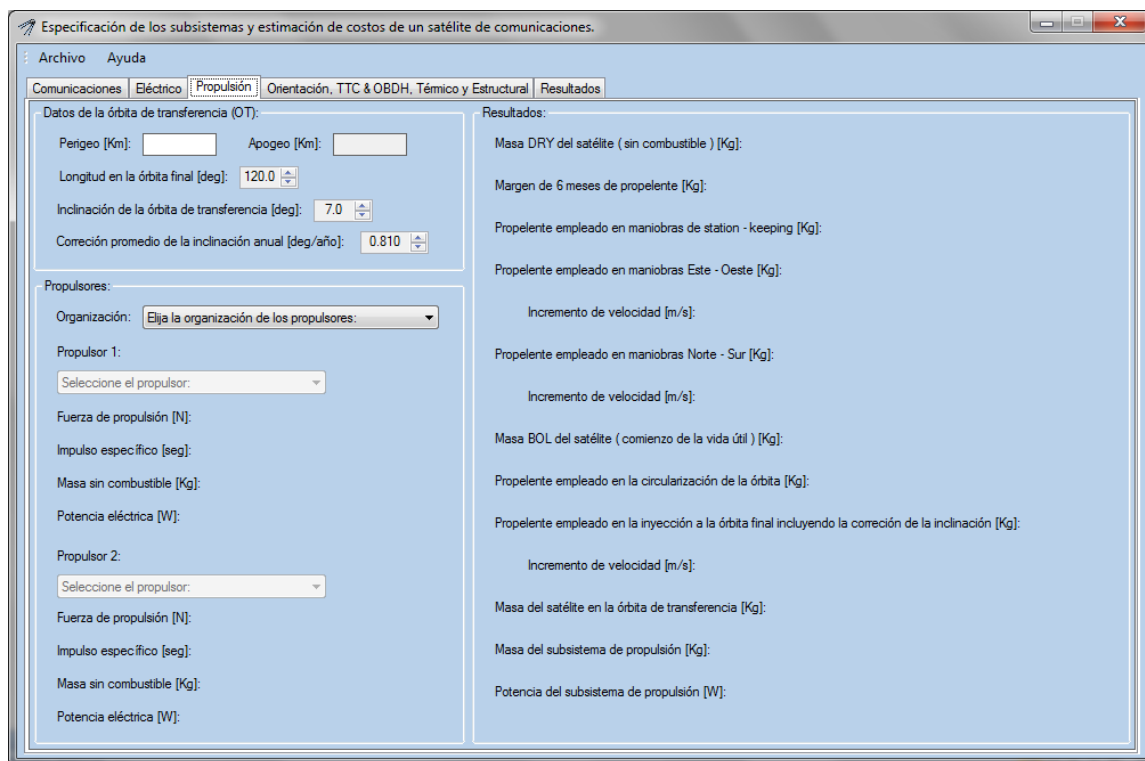 Especificación de los subsistemas y estimación de costos de un satélite de comunicaciones.
Archivo Ayuda
Comunicaciones Eléctrico Propulsión Orientación, TTC & OBDH, Térmico y Estructural Resultados
Datos de la órbita de transferencia (OT):
Perigeo [Km]: Apogeo [Km]:
Longitud en la órbita final [deg]: 120.0
Inclinación de la órbita de transferencia [deg]: 7.0
Correción promedio de la inclinación anual [deg/año]: 0.810
Propulsores:
Organización: Elija la organización de los propulsores:
Propulsor 1:
Seleccione el propulsor:
Fuerza de propulsión [N]:
Impulso específico [seg]:
Masa sin combustible [Kg]:
Potencia eléctrica [W]:
Propulsor 2:
Seleccione el propulsor:
Fuerza de propulsión [N]:
Impulso específico [seg]:
Masa sin combustible [Kg]:
Potencia eléctrica [W]:
Resultados:
Masa DRY del satélite ( sin combustible ) [Kg]:
Margen de 6 meses de propelente [Kg]:
Propelente empleado en maniobras de station - keeping [Kg]:
Propelente empleado en maniobras Este - Oeste [Kg]:
Incremento de velocidad [m/s]:
Propelente empleado en maniobras Norte - Sur [Kg]:
Incremento de velocidad [m/s]:
Masa BOL del satélite ( comienzo de la vida útil ) [Kg]:
Propelente empleado en la circularización de la órbita [Kg]:
Propelente empleado en la inyección a la órbita final incluyendo la correción de la inclinación [Kg]:
Incremento de velocidad [m/s]:
Masa del satélite en la órbita de transferencia [Kg]:
Masa del subsistema de propulsión [Kg]:
Potencia del subsistema de propulsión [W]: